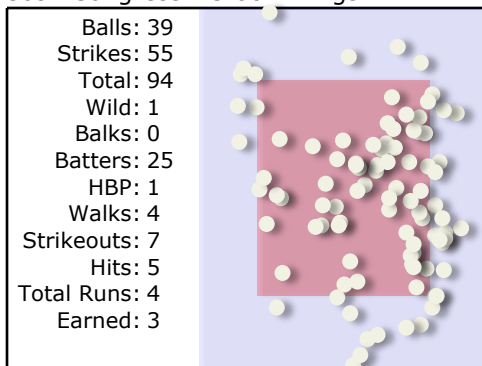 Balls: 39
Strikes: 55
Total: 94
Wild: 1
Balks: 0
Batters: 25
HBP: 1
Walks: 4
Strikeouts: 7
Hits: 5
Total Runs: 4
Earned: 3